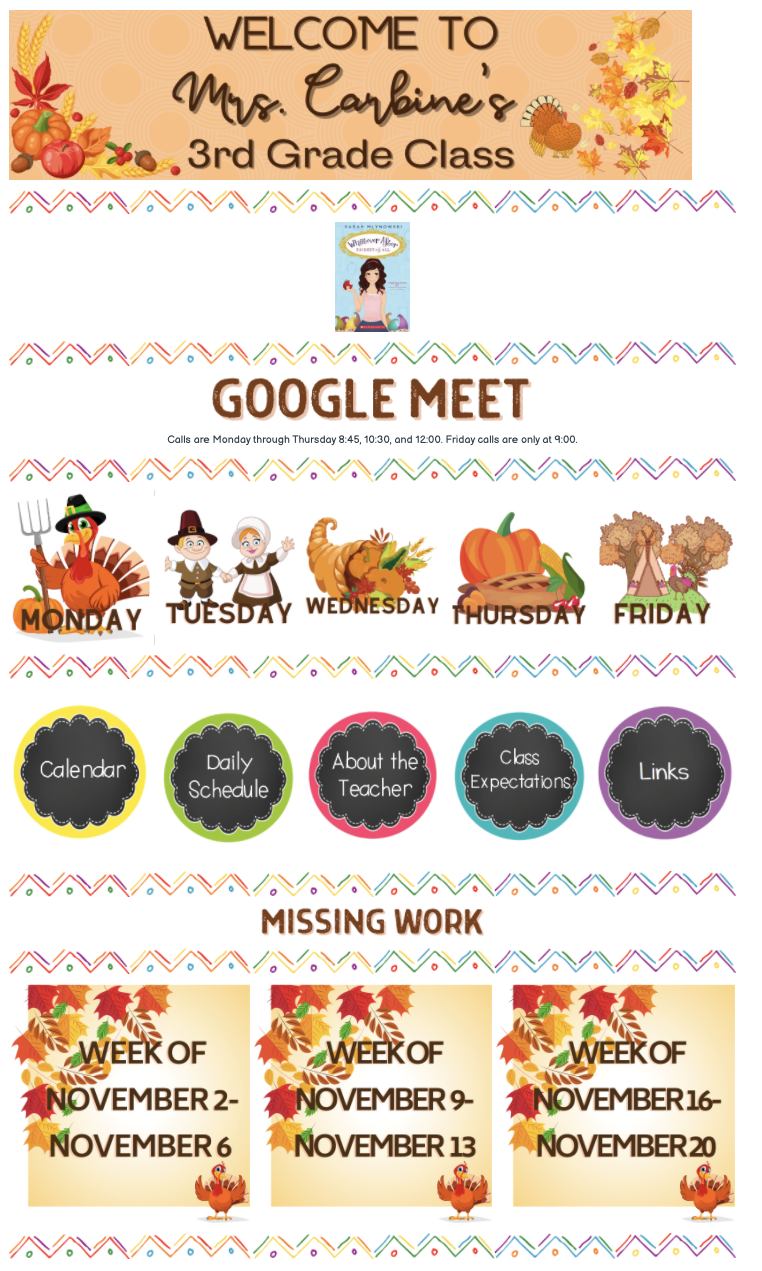 WELCOME TO
Mrs. Carbine's
3rd Grade Class
SARAH MLYNOWSKI
Whatever After
FAIREST of ALL
GOOGLE MEET
Calls are Monday through Thursday 8:45, 10:30, and 12:00. Friday calls are only at 9:00.
MONDAY
TUESDAY
WEDNESDAY
THURSDAY
FRIDAY
Calendar
Daily
Schedule
About the
Teacher
Class
Expectations
Links
MISSING WORK
WEEK OF
NOVEMBER 2-
NOVEMBER 6
WEEK OF
NOVEMBER 9-
NOVEMBER 13
WEEK OF
NOVEMBER 16-
NOVEMBER 20